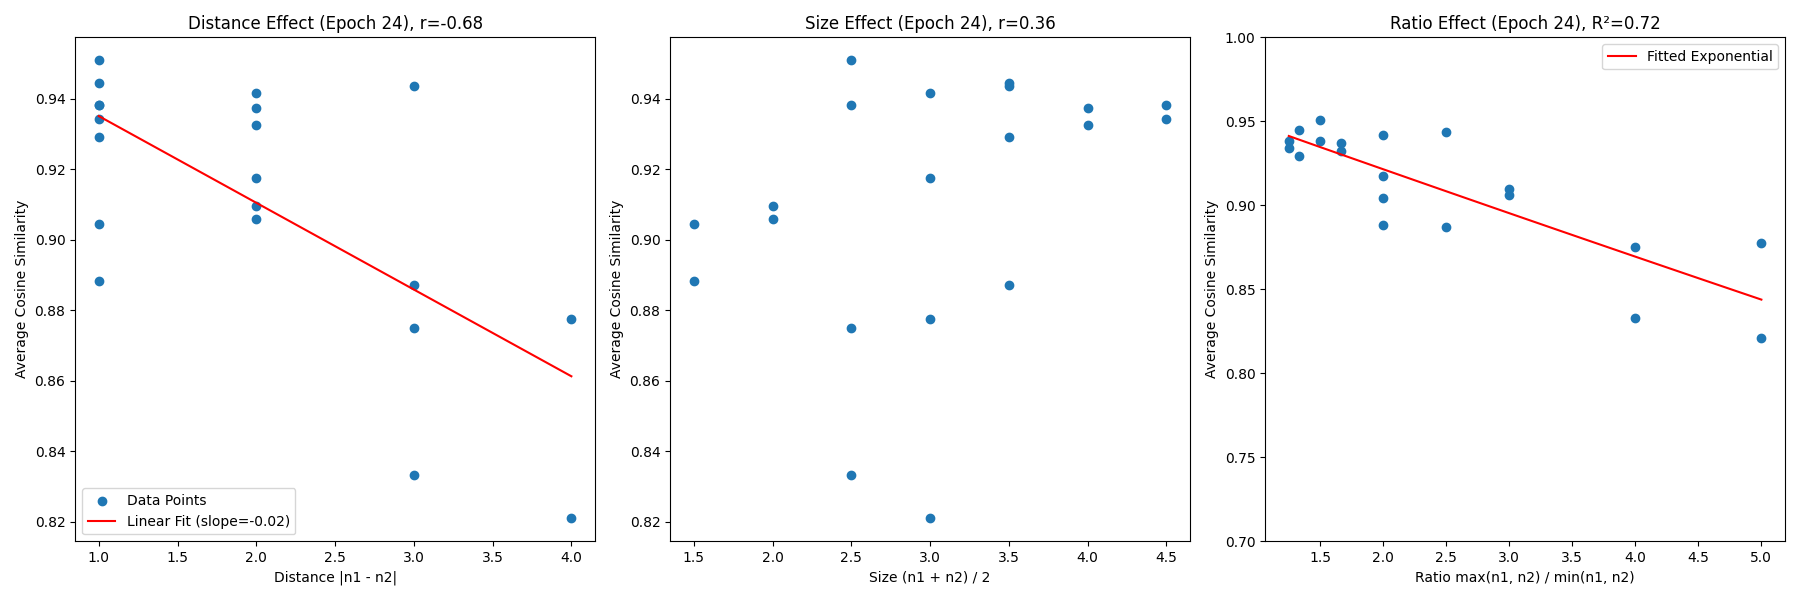 Distance Effect (Epoch 24), r=-0.68
Average Cosine Similarity
0.94
0.92
0.90
0.88
0.86
0.84
0.82
Data Points
Linear Fit (slope=-0.02)
1.0 1.5 2.0 2.5 3.0 3.5 4.0
Distance |n1 - n2|
Size Effect (Epoch 24), r=0.36
Average Cosine Similarity
0.94
0.92
0.90
0.88
0.86
0.84
0.82
1.5 2.0 2.5 3.0 3.5 4.0 4.5
Size (n1 + n2) / 2
Ratio Effect (Epoch 24), R²=0.72
Fitted Exponential
Average Cosine Similarity
1.00
0.95
0.90
0.85
0.80
0.75
0.70
1.5 2.0 2.5 3.0 3.5 4.0 4.5 5.0
Ratio max(n1, n2) / min(n1, n2)